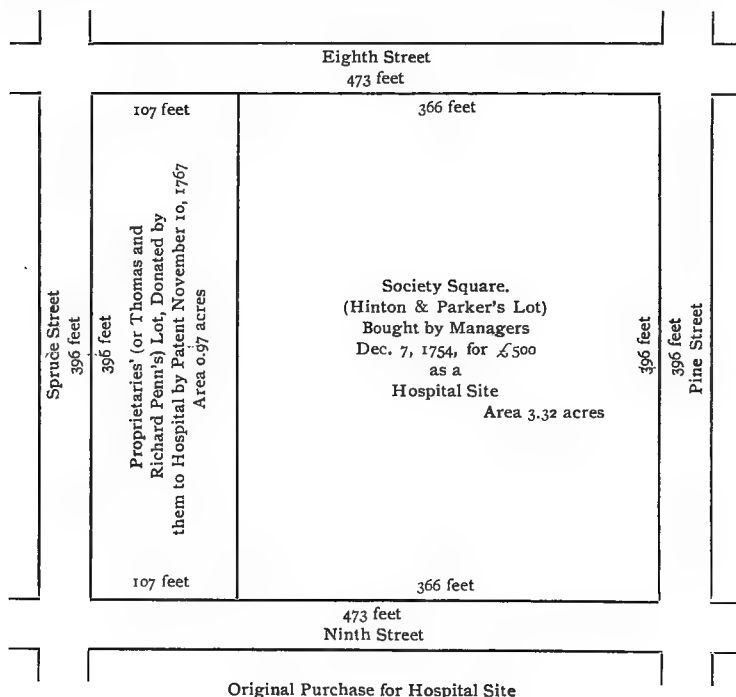 Eighth Street
473 feet
107 feet
366 feet
Spruce Street
396 feet
396 feet
Proprietaries' (or Thomas and
Richard Penn's) Lot, Donated by
them to Hospital by Patent November 10, 1767
Area 0.97 acres
Society Square.
(Hinton & Parker's Lot)
Bought by Managers
Dec. 7, 1754, for £500
as a
Hospital Site
Area 3.32 acres
396 feet
396 feet
Pine Street
107 feet
366 feet
473 feet
Ninth Street
Original Purchase for Hospital Site